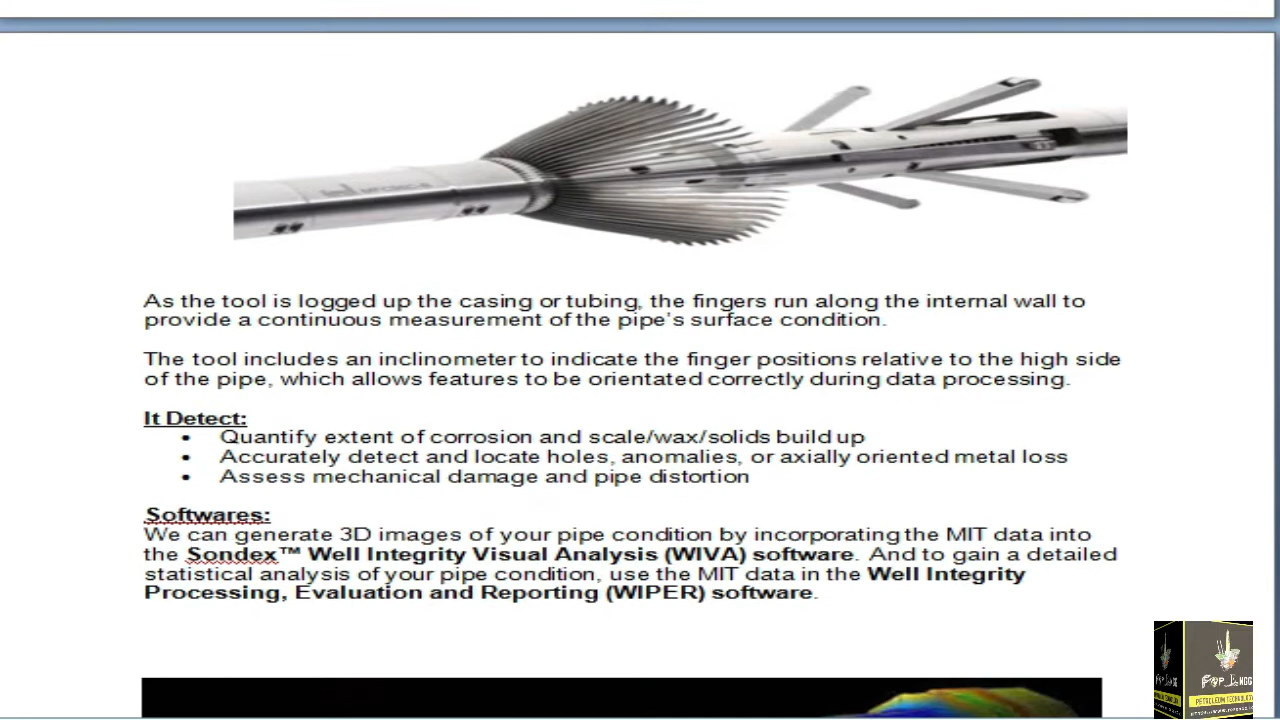 As the tool is logged up the casing or tubing, the fingers run along the internal wall to
provide a continuous measurement of the pipe's surface condition.
The tool includes an inclinometer to indicate the finger positions relative to the high side
of the pipe, which allows features to be orientated correctly during data processing.
It Detect:
• Quantify extent of corrosion and scale/wax/solids build up
• Accurately detect and locate holes, anomalies, or axially oriented metal loss
• Assess mechanical damage and pipe distortion
Softwares:
We can generate 3D images of your pipe condition by incorporating the MIT data into
the Sondex™ Well Integrity Visual Analysis (WIVA) software. And to gain a detailed
statistical analysis of your pipe condition, use the MIT data in the Well Integrity
Processing, Evaluation and Reporting (WIPER) software.
PETROLEUM